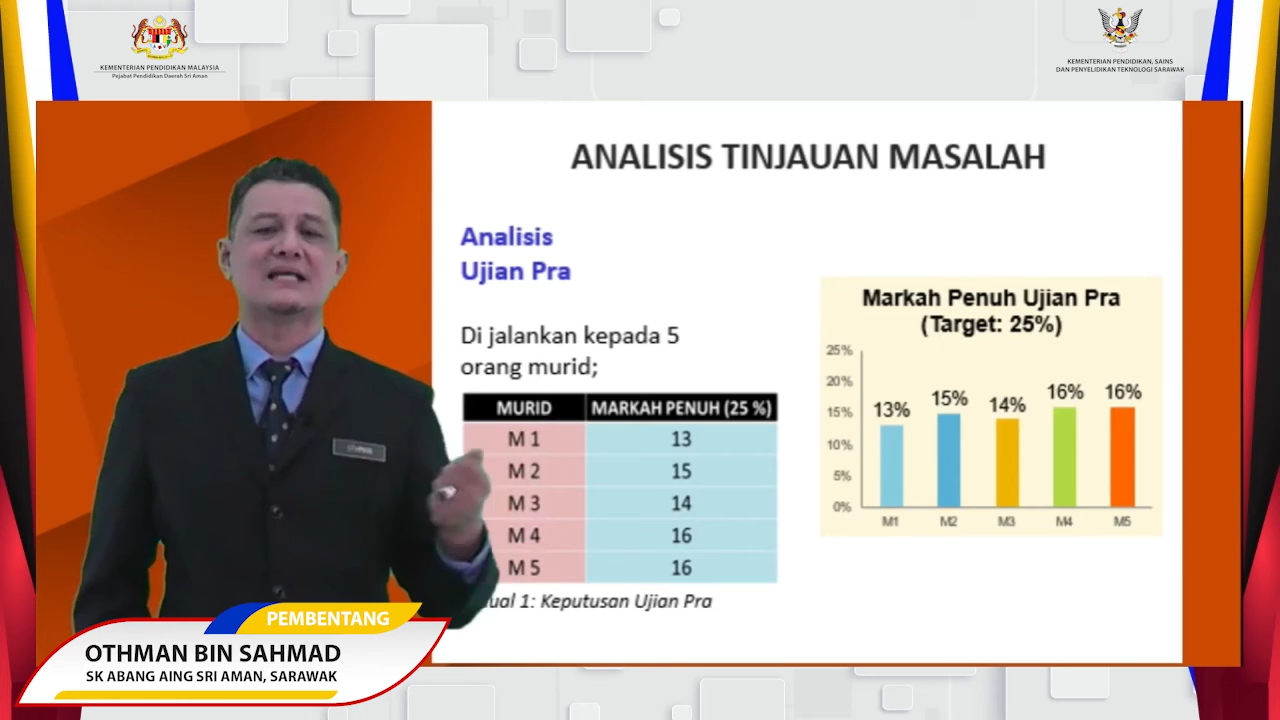 KEMENTERIAN PENDIDIKAN MALAYSIA
Pejabat Pendidikan Daerah Sri Aman
KEMENTERIAN PENDIDIKAN, SAINS
DAN PENYELIDIKAN TEKNOLOGI SARAWAK
ANALISIS TINJAUAN MASALAH
Analisis
Ujian Pra
Di jalankan kepada 5
orang murid;
MURID MARKAH PENUH (25 %)
M 1 13
M 2 15
M 3 14
M 4 16
M 5 16
1: Keputusan Ujian Pra
Markah Penuh Ujian Pra
(Target: 25%)
25%
20%
15%
10%
5%
0%
13% 15% 14% 16% 16%
M1 M2 M3 M4 M5
PEMBENTANG
OTHMAN BIN SAHMAD
SK ABANG AING SRI AMAN, SARAWAK